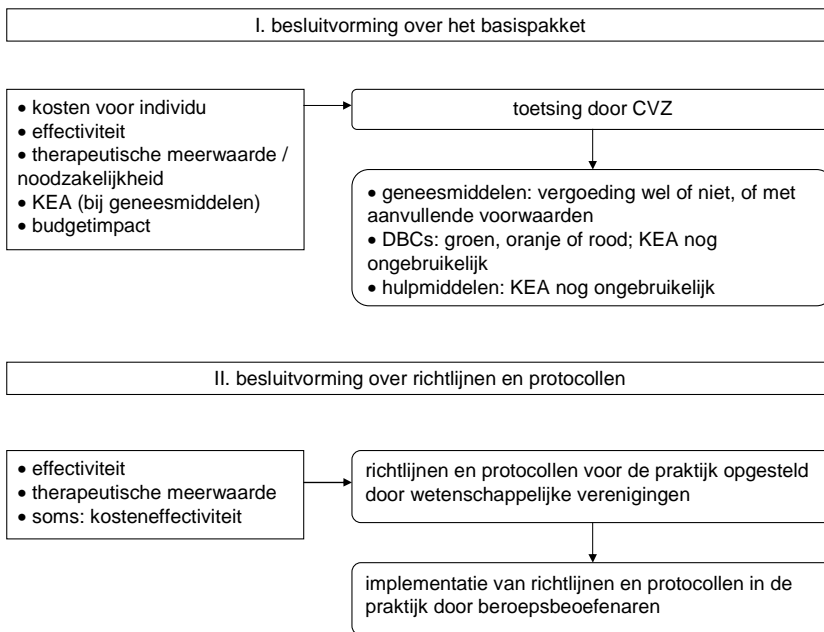 I. besluitvorming over het basispakket
• kosten voor individu
• effectiviteit
• therapeutische meerwaarde /
noodzakelijkheid
• KEA (bij geneesmiddelen)
• budgetimpact
toetsing door CVZ
• geneesmiddelen: vergoeding wel of niet, of met
aanvullende voorwaarden
• DBCs: groen, oranje of rood; KEA nog
ongebruikelijk
• hulpmiddelen: KEA nog ongebruikelijk
II. besluitvorming over richtlijnen en protocollen
• effectiviteit
• therapeutische meerwaarde
• soms: kosteneffectiviteit
richtlijnen en protocollen voor de praktijk opgesteld
door wetenschappelijke verenigingen
implementatie van richtlijnen en protocollen in de
praktijk door beroepsbeoefenaren